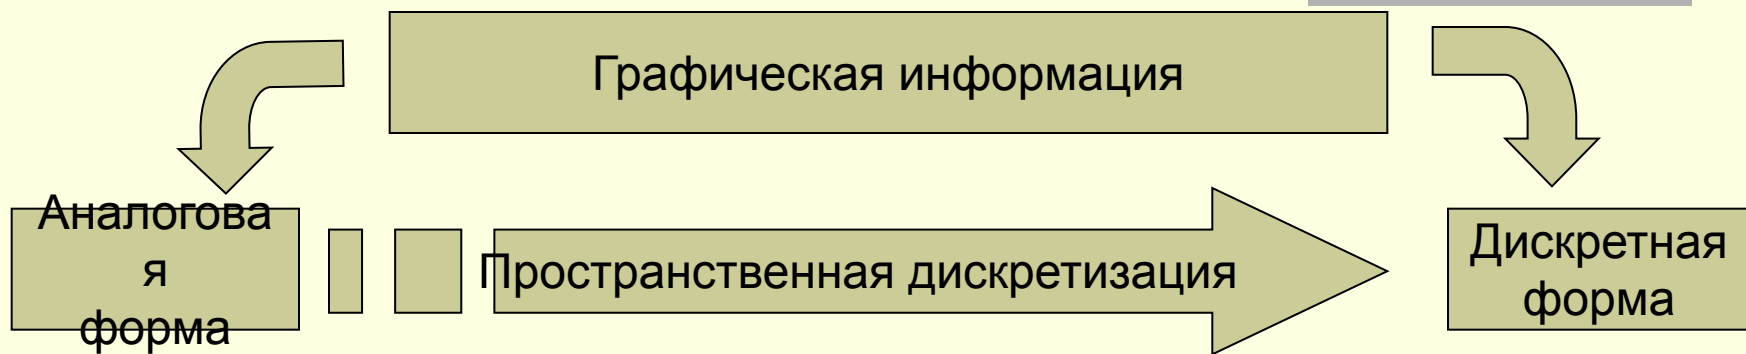 Графическая информация
Аналогова
я
форма
Пространственная дискретизация
Дискретная
форма